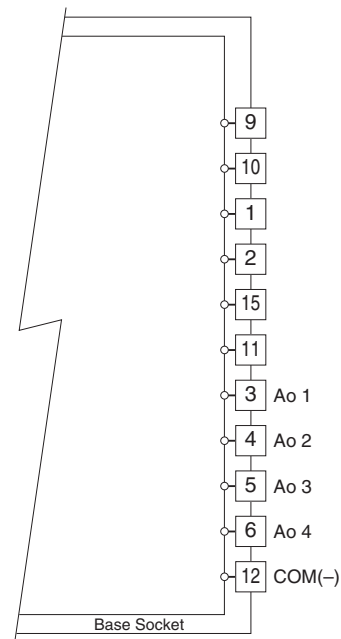 9
10
1
2
15
11
3 Ao 1
4 Ao 2
5 Ao 3
6 Ao 4
12 COM(–)
Base Socket